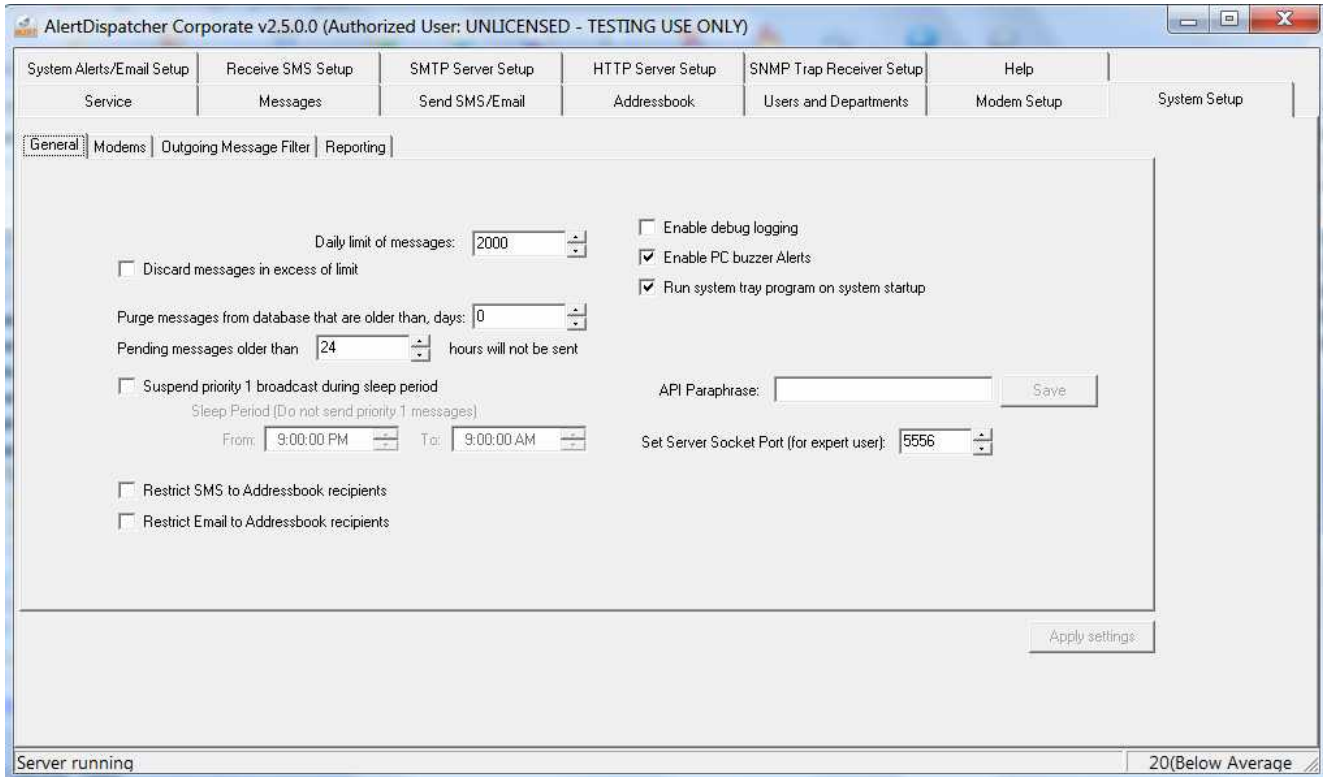 AlertDispatcher Corporate v2.5.0.0 (Authorized User: UNLICENSED - TESTING USE ONLY)
System Alerts/Email Setup Receive SMS Setup SMTP Server Setup HTTP Server Setup SNMP Trap Receiver Setup Help
Service Messages Send SMS/Email Addressbook Users and Departments Modem Setup System Setup
General Modems Outgoing Message Filter Reporting
Daily limit of messages: 2000
Discard messages in excess of limit
Purge messages from database that are older than, days: 0
Pending messages older than 24 hours will not be sent
Suspend priority 1 broadcast during sleep period
Sleep Period (Do not send priority 1 messages)
From: 9:00:00 PM To: 9:00:00 AM
Restrict SMS to Addressbook recipients
Restrict Email to Addressbook recipients
Enable debug logging
Enable PC buzzer Alerts
Run system tray program on system startup
API Paraphrase: Save
Set Server Socket Port (for expert user): 5556
Apply settings
Server running 20(Below Average